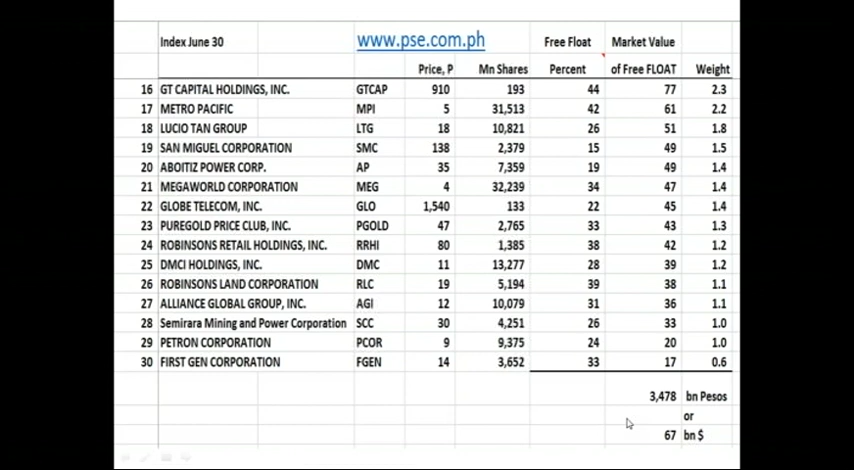 Index June 30 www.pse.com.ph Free Float Market Value
Price, P Mn Shares Percent of Free FLOAT Weight
16 GT CAPITAL HOLDINGS, INC. GTCAP 910 193 44 77 2.3
17 METRO PACIFIC MPI 5 31,513 42 61 2.2
18 LUCIO TAN GROUP LTG 18 10,821 26 51 1.8
19 SAN MIGUEL CORPORATION SMC 138 2,379 15 49 1.5
20 ABOITIZ POWER CORP. AP 35 7,359 19 49 1.4
21 MEGAWORLD CORPORATION MEG 4 32,239 34 47 1.4
22 GLOBE TELECOM, INC. GLO 1,540 133 22 45 1.4
23 PUREGOLD PRICE CLUB, INC. PGOLD 47 2,765 33 43 1.3
24 ROBINSONS RETAIL HOLDINGS, INC. RRHI 80 1,385 38 42 1.2
25 DMCI HOLDINGS, INC. DMC 11 13,277 28 39 1.2
26 ROBINSONS LAND CORPORATION RLC 19 5,194 39 38 1.1
27 ALLIANCE GLOBAL GROUP, INC. AGI 12 10,079 31 36 1.1
28 Semirara Mining and Power Corporation SCC 30 4,251 26 33 1.0
29 PETRON CORPORATION PCOR 9 9,375 24 20 1.0
30 FIRST GEN CORPORATION FGEN 14 3,652 33 17 0.6
3,478 bn Pesos
or
67 bn $